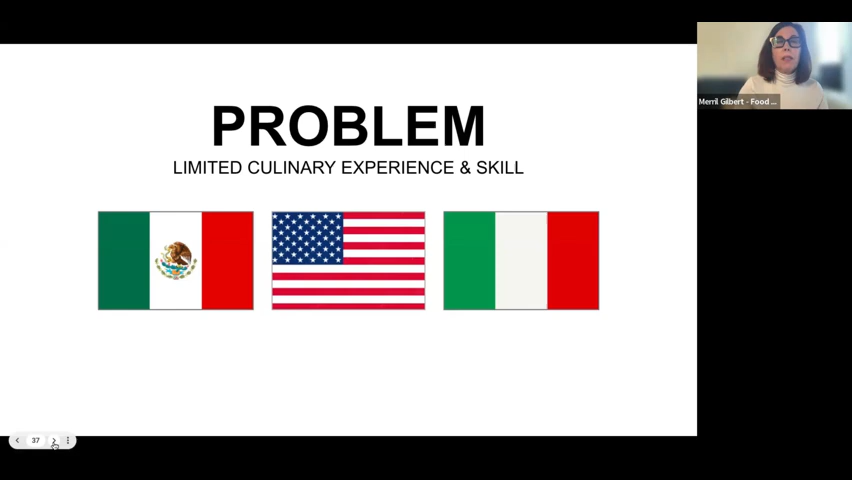 PROBLEM
LIMITED CULINARY EXPERIENCE & SKILL
Merril Gilbert - Food ...
37